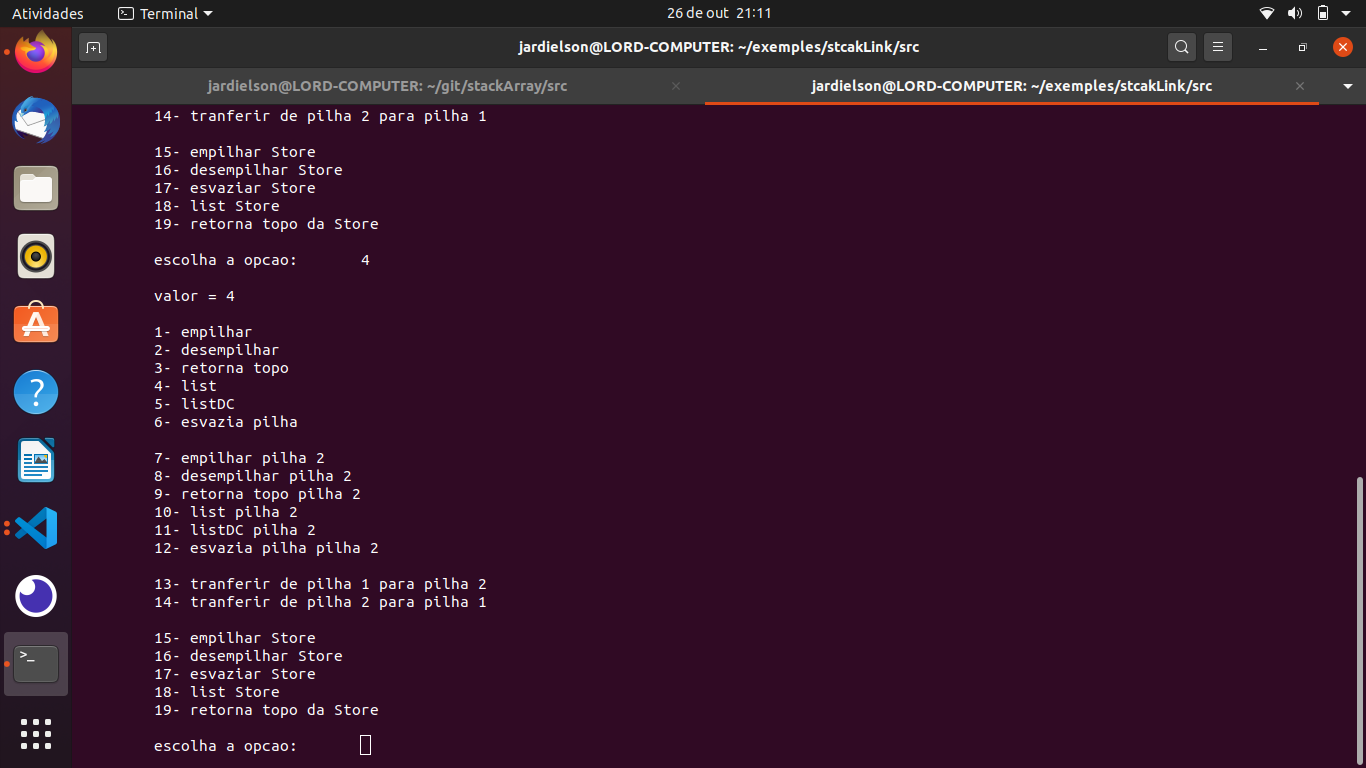 Atividades
Terminal
26 de out 21:11
jardielson@LORD-COMPUTER: ~/exemples/stcakLink/src
jardielson@LORD-COMPUTER: ~/git/stackArray/src
jardielson@LORD-COMPUTER: ~/exemples/stcakLink/src
14- tranferir de pilha 2 para pilha 1
15- empilhar Store
16- desempilhar Store
17- esvaziar Store
18- list Store
19- retorna topo da Store
escolha a opcao: 4
valor = 4
1- empilhar
2- desempilhar
3- retorna topo
4- list
5- listDC
6- esvazia pilha
7- empilhar pilha 2
8- desempilhar pilha 2
9- retorna topo pilha 2
10- list pilha 2
11- listDC pilha 2
12- esvazia pilha pilha 2
13- tranferir de pilha 1 para pilha 2
14- tranferir de pilha 2 para pilha 1
15- empilhar Store
16- desempilhar Store
17- esvaziar Store
18- list Store
19- retorna topo da Store
escolha a opcao: